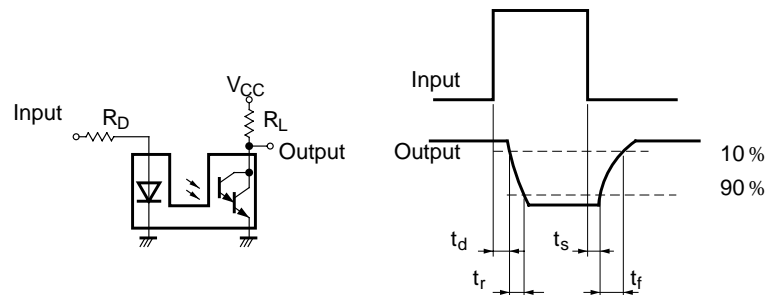 Input
R_D
V_CC
R_L
Output
Input
Output
10 %
90 %
t_d
t_s
t_r
t_f